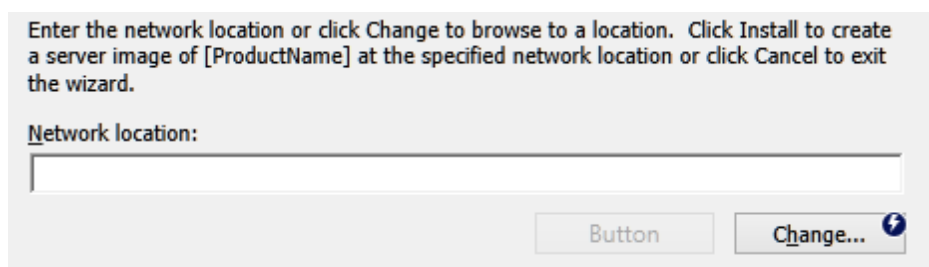 Enter the network location or click Change to browse to a location.  Click Install to create
a server image of [ProductName] at the specified network location or click Cancel to exit
the wizard.
Network location:
Button
Change...